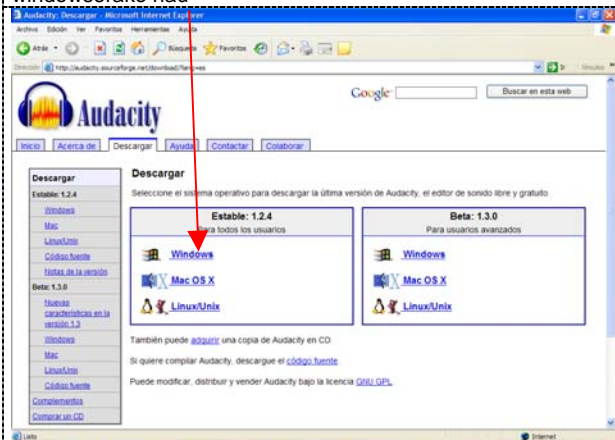 windowserako hau
Audacity: Descargar - Microsoft Internet Explorer
Archivo Edición Ver Favoritos Herramientas Ayuda
Atrás Búsqueda Favoritos
Dirección http://audacity.sourceforge.net/download/?lang=es Ir Vínculos
Audacity
Google Buscar en esta web
Inicio Acerca de Descargar Ayuda Contactar Colaborar
Descargar
Estable: 1.2.4
Windows
Mac
Linux/Unix
Código fuente
Notas de la versión
Beta: 1.3.0
Nuevas
características en la
versión 1.3
Windows
Mac
Linux/Unix
Código fuente
Complementos
Comprar un CD
Descargar
Seleccione el sistema operativo para descargar la última versión de Audacity, el editor de sonido libre y gratuito.
Estable: 1.2.4
Para todos los usuarios
Windows
Mac OS X
Linux/Unix
Beta: 1.3.0
Para usuarios avanzados
Windows
Mac OS X
Linux/Unix
También puede adquirir una copia de Audacity en CD.
Si quiere compilar Audacity, descargue el código fuente.
Puede modificar, distribuir y vender Audacity bajo la licencia GNU GPL.
Listo Internet